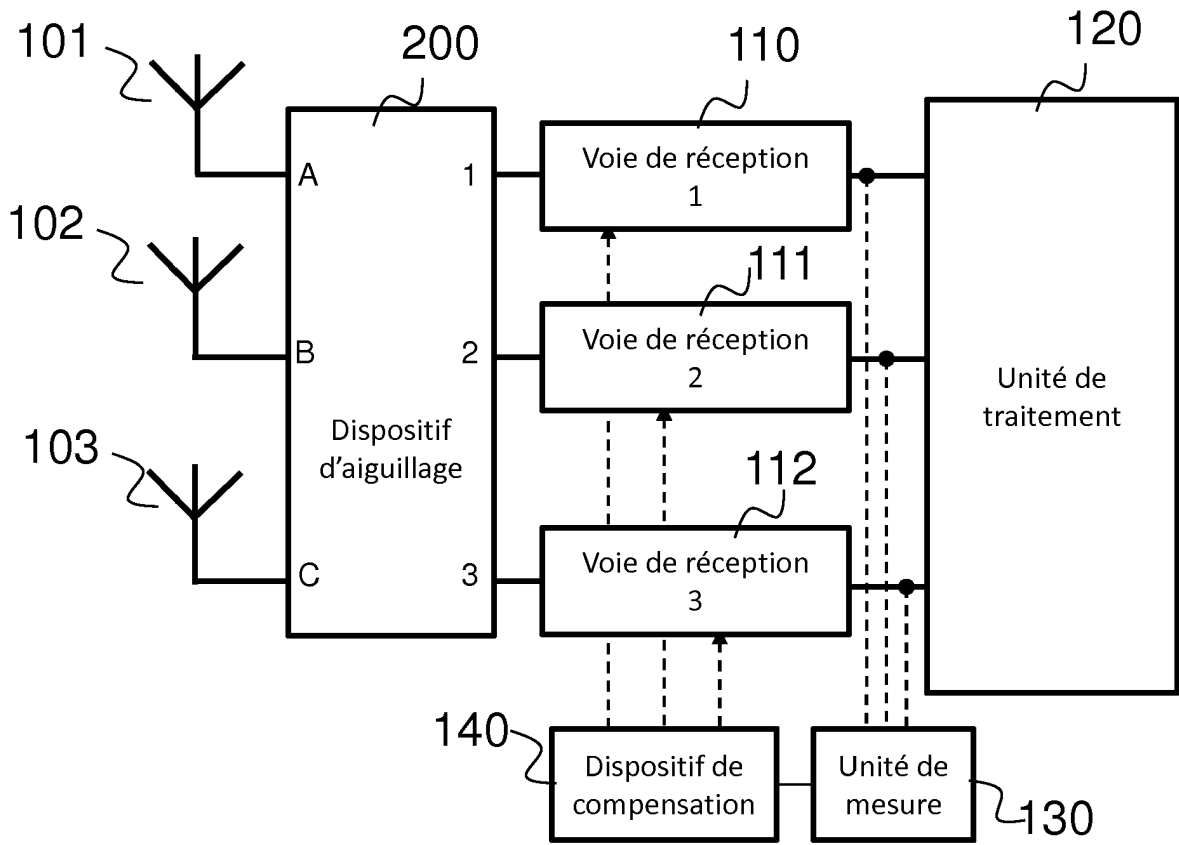 101
200
110
120
A
1
Voie de réception
1
102
111
B
2
Voie de réception
2
Unité de
traitement
103
Dispositif
d'aiguillage
112
C
3
Voie de réception
3
140
Dispositif de
compensation
Unité de
mesure
130